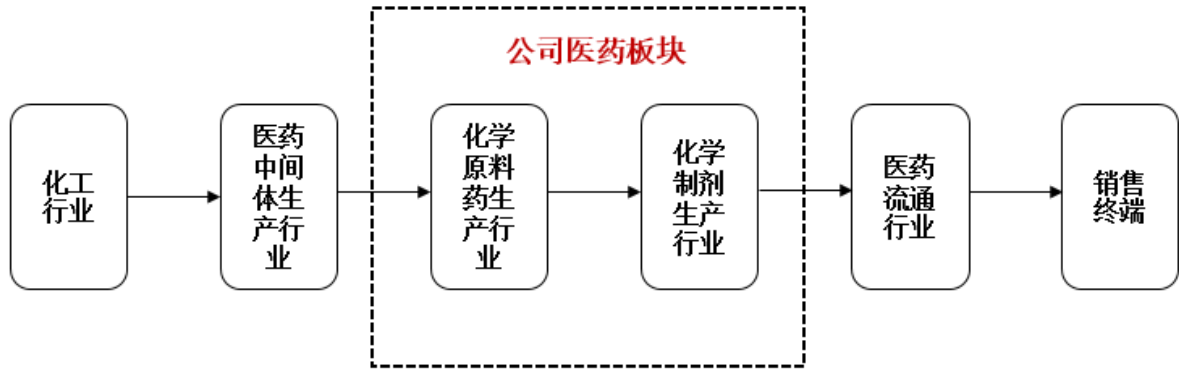 公司医药板块
化工
行业
医药
中间
体生
产行
业
化学
原料
药生
产行
业
化学
制剂
生产
行业
医药
流通
行业
销售
终端